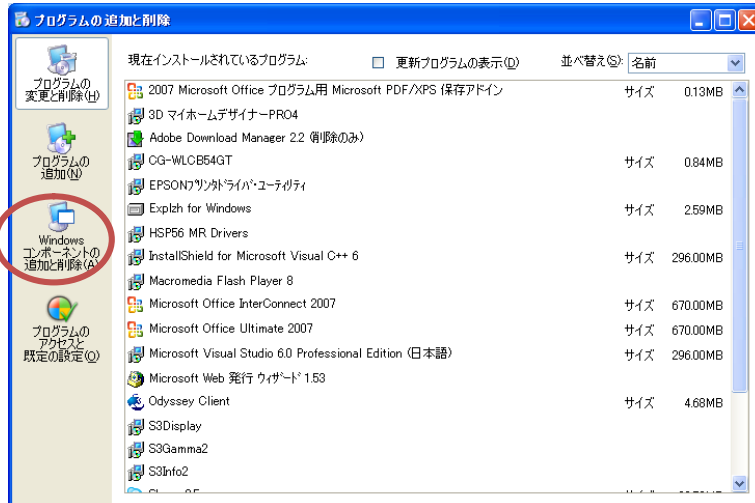 プログラムの追加と削除
プログラムの
変更と削除(H)
プログラムの
追加(N)
Windows
コンポーネントの
追加と削除(A)
プログラムの
アクセスと
既定の設定(O)
現在インストールされているプログラム:
更新プログラムの表示(D)
並べ替え(S):
名前
2007 Microsoft Office プログラム用 Microsoft PDF/XPS 保存アドイン サイズ 0.13MB
3D マイホームデザイナーPRO4
Adobe Download Manager 2.2 (削除のみ)
CG-WLCB54GT サイズ 0.84MB
EPSONプリンタドライバ・ユーティリティ
Explzh for Windows サイズ 2.59MB
HSP56 MR Drivers
InstallShield for Microsoft Visual C++ 6 サイズ 296.00MB
Macromedia Flash Player 8
Microsoft Office InterConnect 2007 サイズ 670.00MB
Microsoft Office Ultimate 2007 サイズ 670.00MB
Microsoft Visual Studio 6.0 Professional Edition (日本語) サイズ 296.00MB
Microsoft Web 発行 ウィザード 1.53
Odyssey Client サイズ 4.68MB
S3Display
S3Gamma2
S3Info2